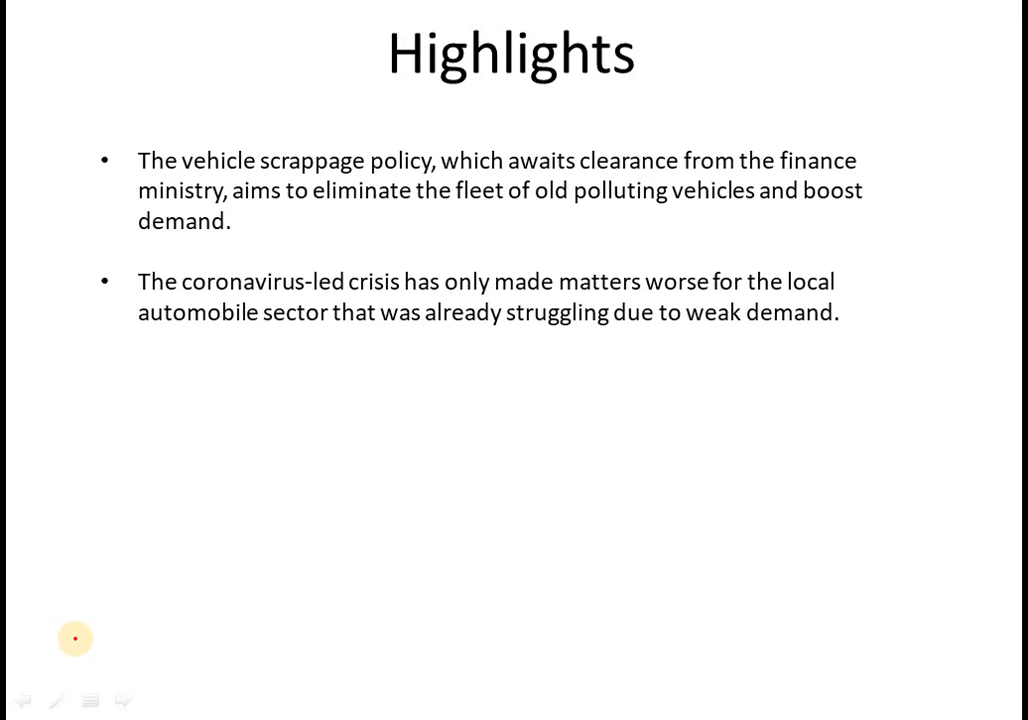 Highlights
• The vehicle scrappage policy, which awaits clearance from the finance
ministry, aims to eliminate the fleet of old polluting vehicles and boost
demand.
• The coronavirus-led crisis has only made matters worse for the local
automobile sector that was already struggling due to weak demand.